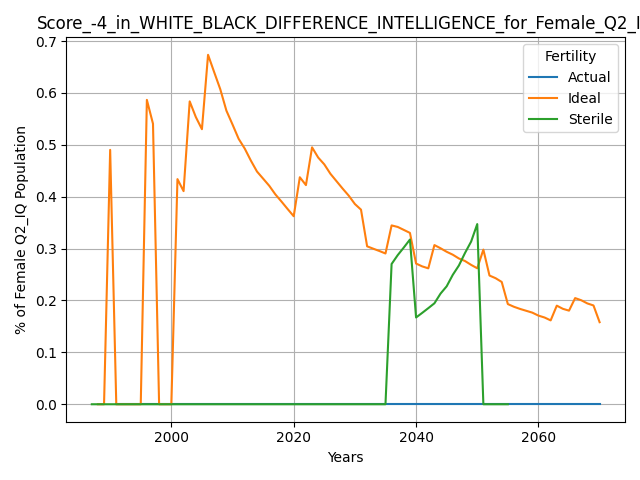 Score_-4_in_WHITE_BLACK_DIFFERENCE_INTELLIGENCE_for_Female_Q2_I
0.7
0.6
0.5
0.4
0.3
0.2
0.1
0.0
% of Female Q2_IQ Population
Fertility
Actual
Ideal
Sterile
2000
2020
2040
2060
Years